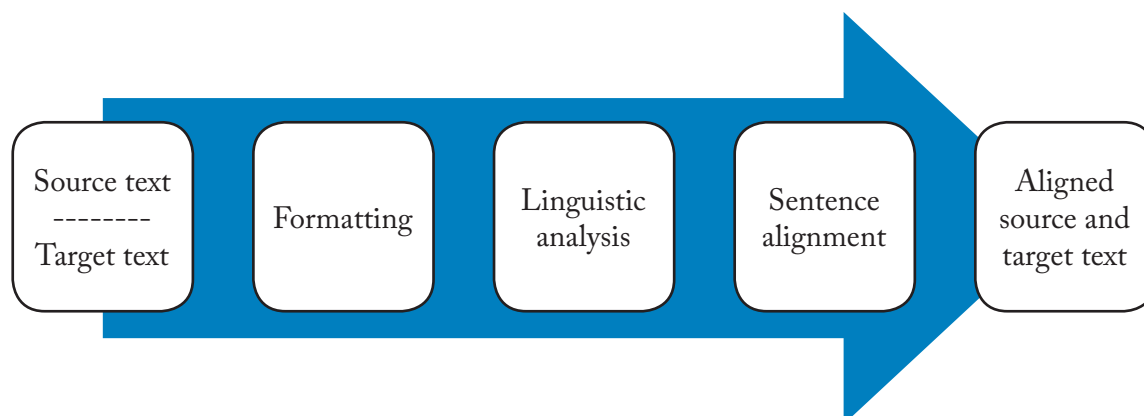 Source text
--------
Target text
Formatting
Linguistic
analysis
Sentence
alignment
Aligned
source and
target text